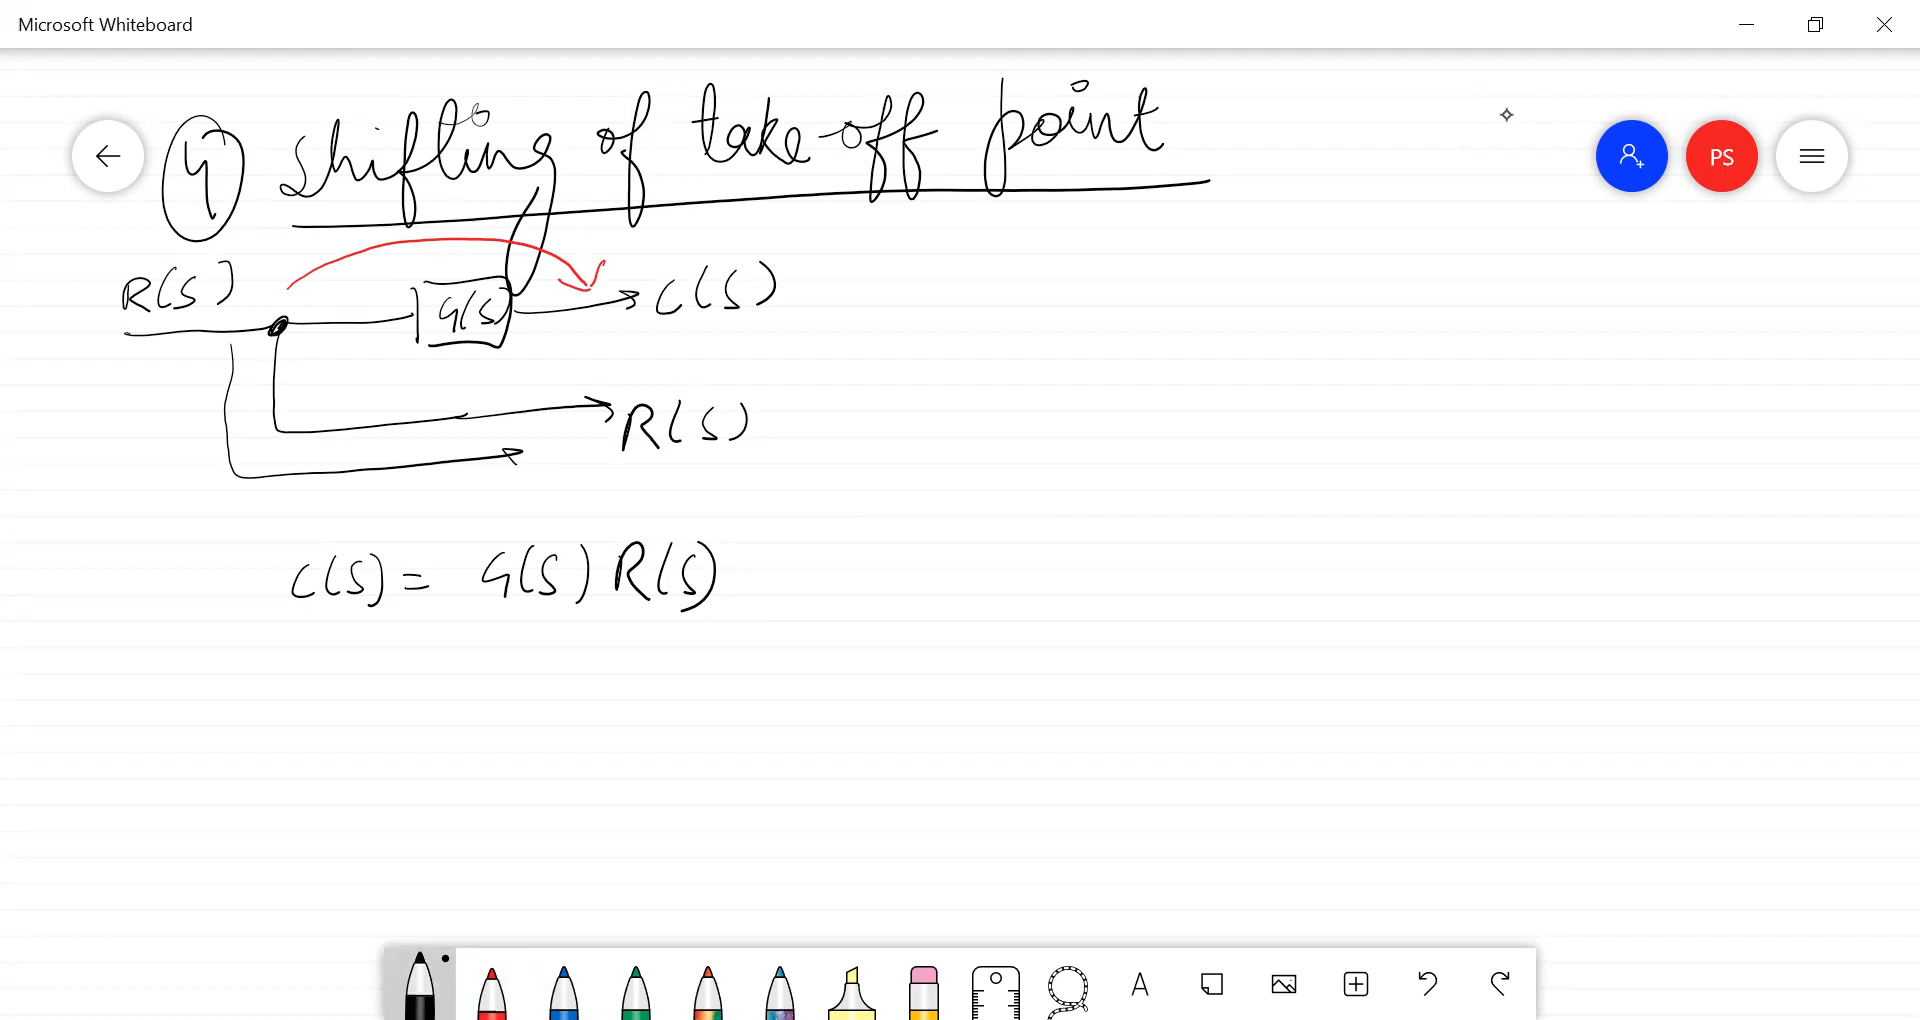 Microsoft Whiteboard
4 Shifting of take-off point
PS
R(S) G(S) C(S)
R(S)
C(S) = G(S) R(S)